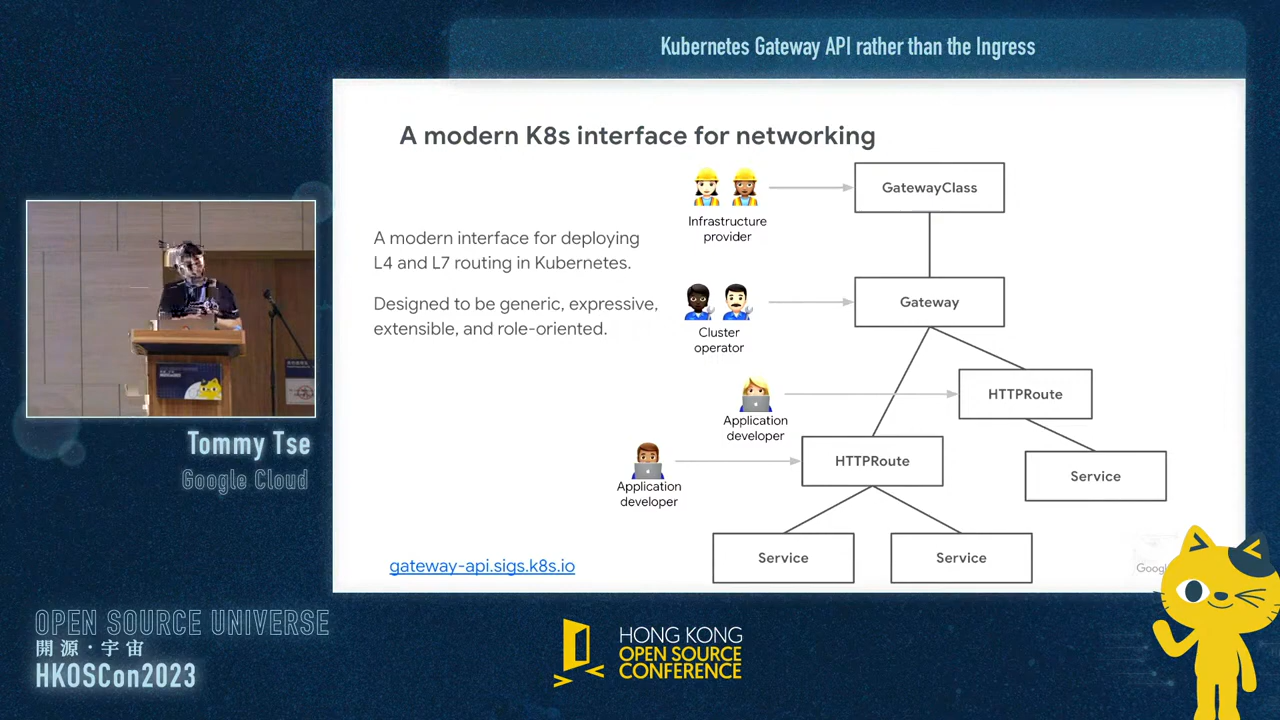 Kubernetes Gateway API rather than the Ingress
A modern K8s interface for networking
A modern interface for deploying
L4 and L7 routing in Kubernetes.
Designed to be generic, expressive,
extensible, and role-oriented.
gateway-api.sigs.k8s.io
Infrastructure
provider
GatewayClass
Cluster
operator
Gateway
Application
developer
HTTPRoute
Application
developer
HTTPRoute
Service
Service
Service
Tommy Tse
Google Cloud
OPEN SOURCE UNIVERSE
開源·宇宙
HKOSCon2023
HONG KONG
OPEN SOURCE
CONFERENCE